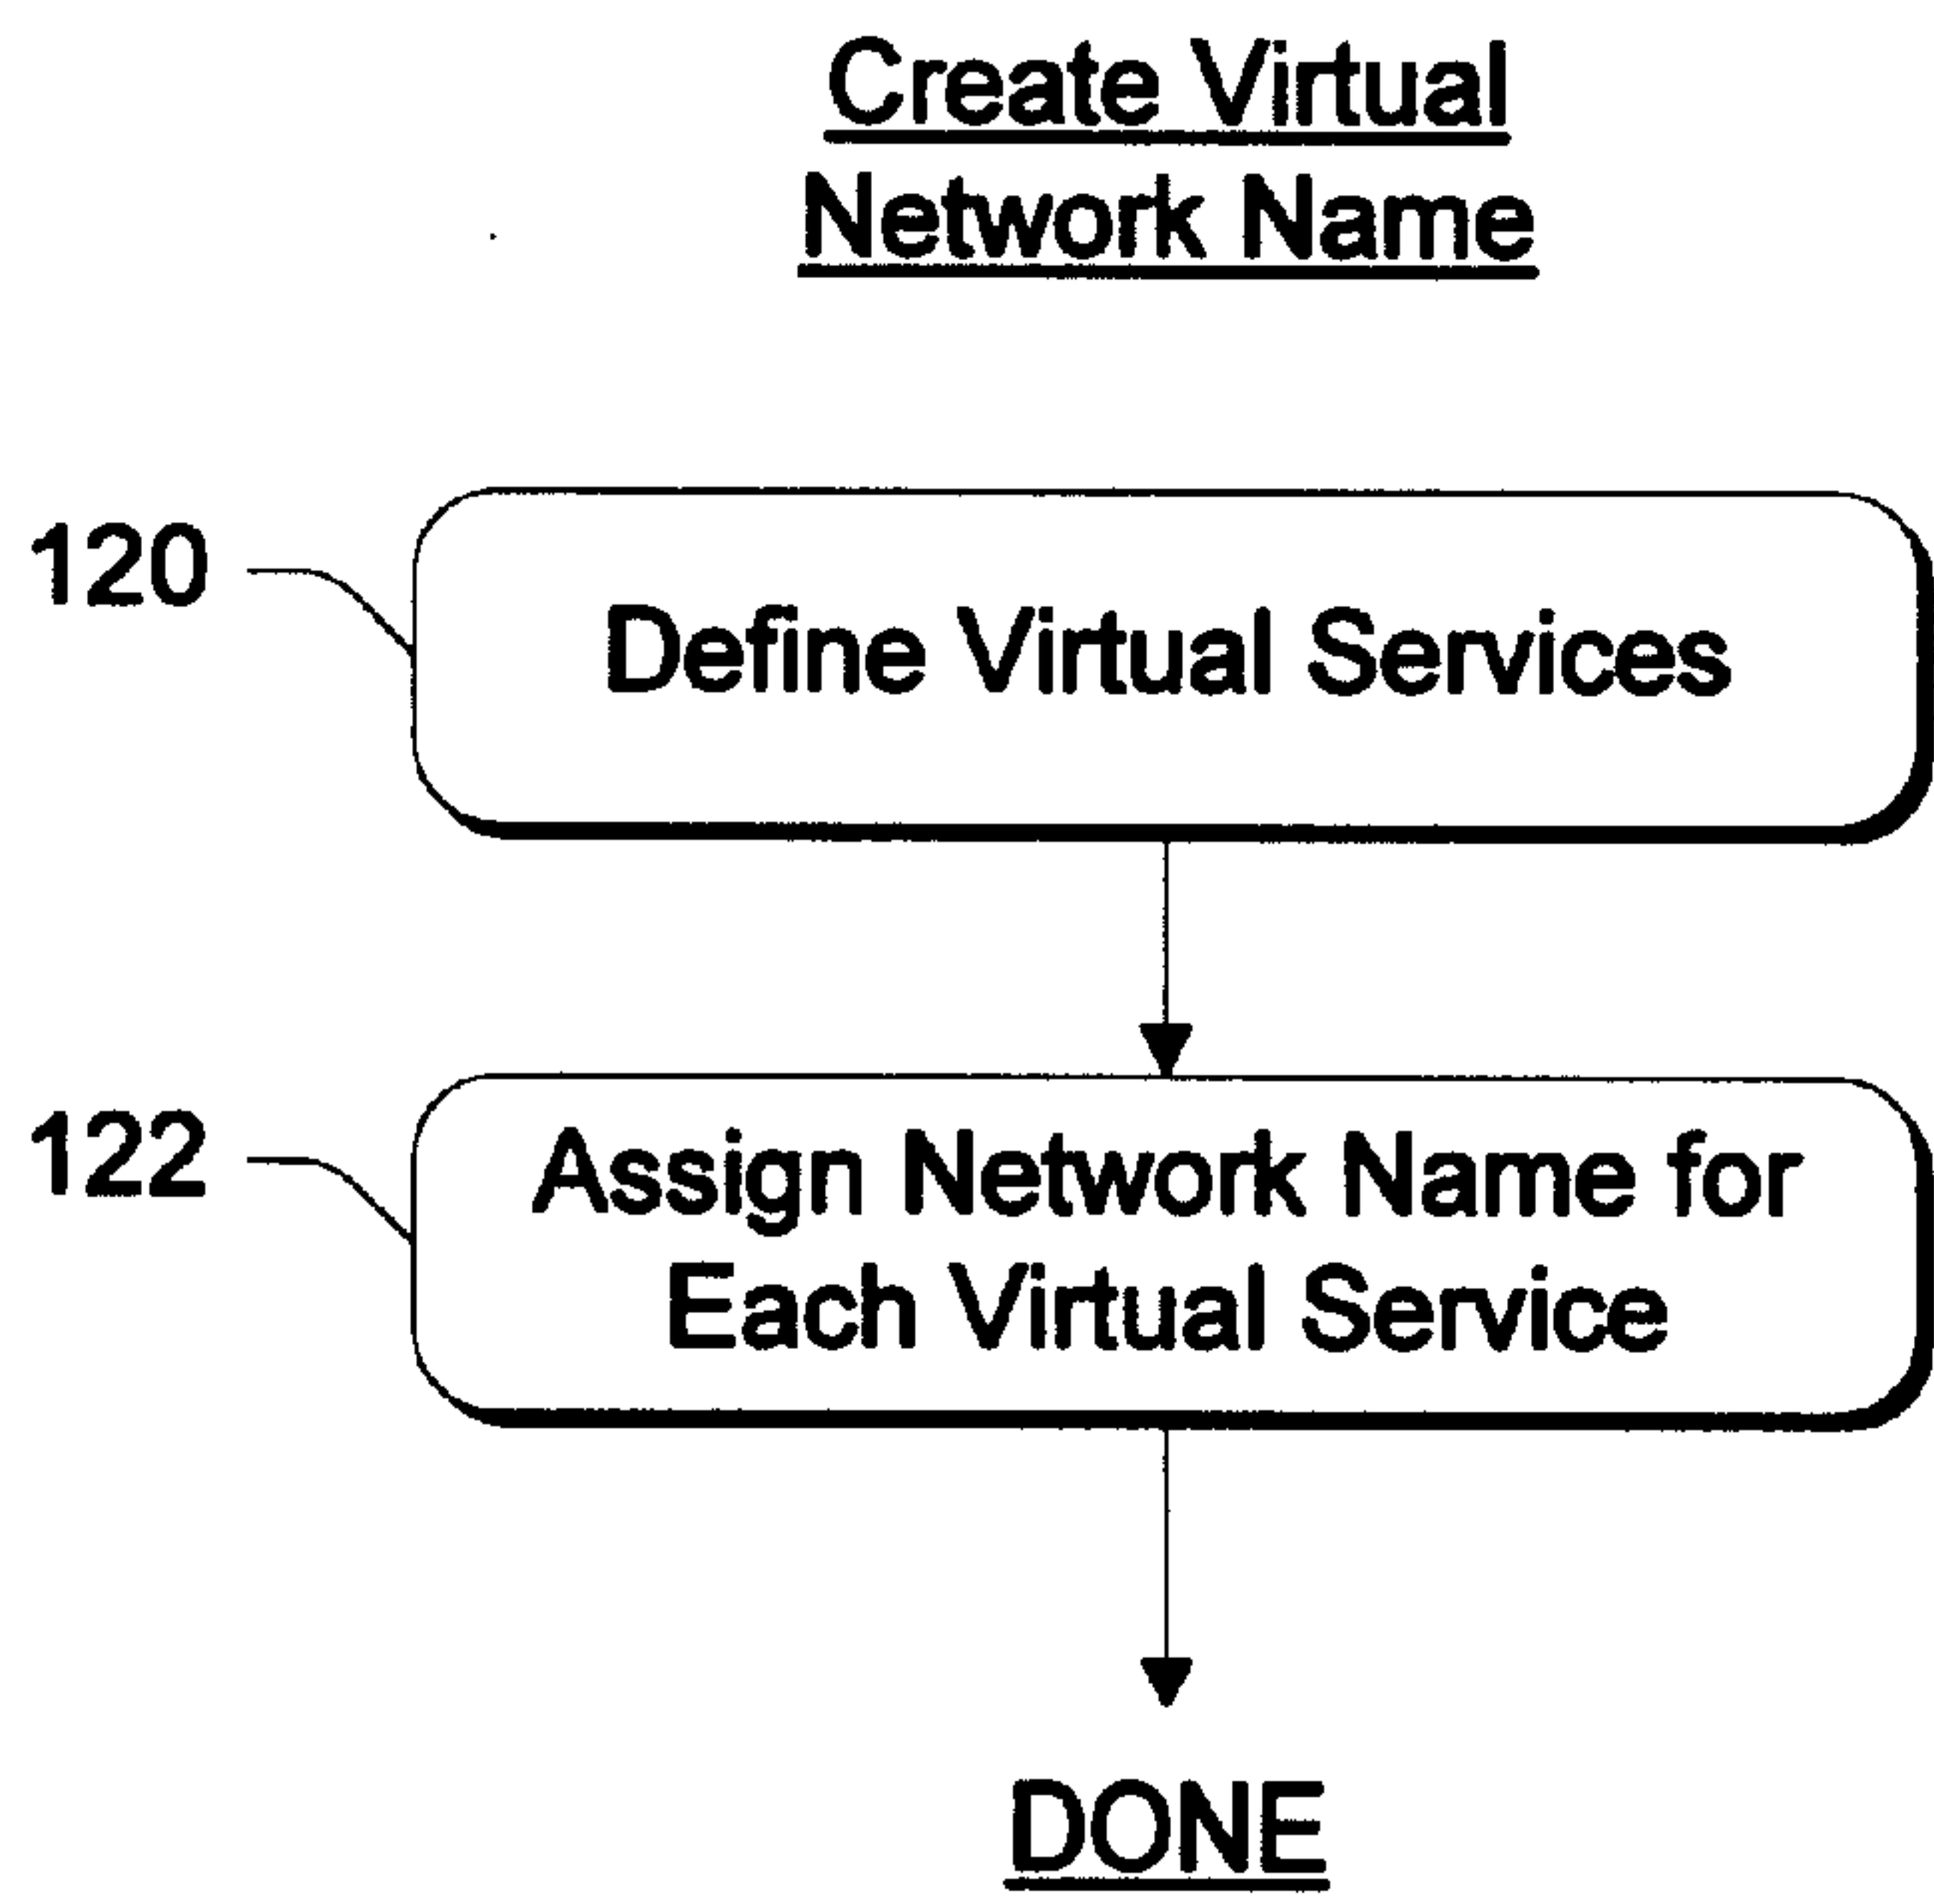 Create Virtual
Network Name
120
Define Virtual Services
122
Assign Network Name for
Each Virtual Service
DONE